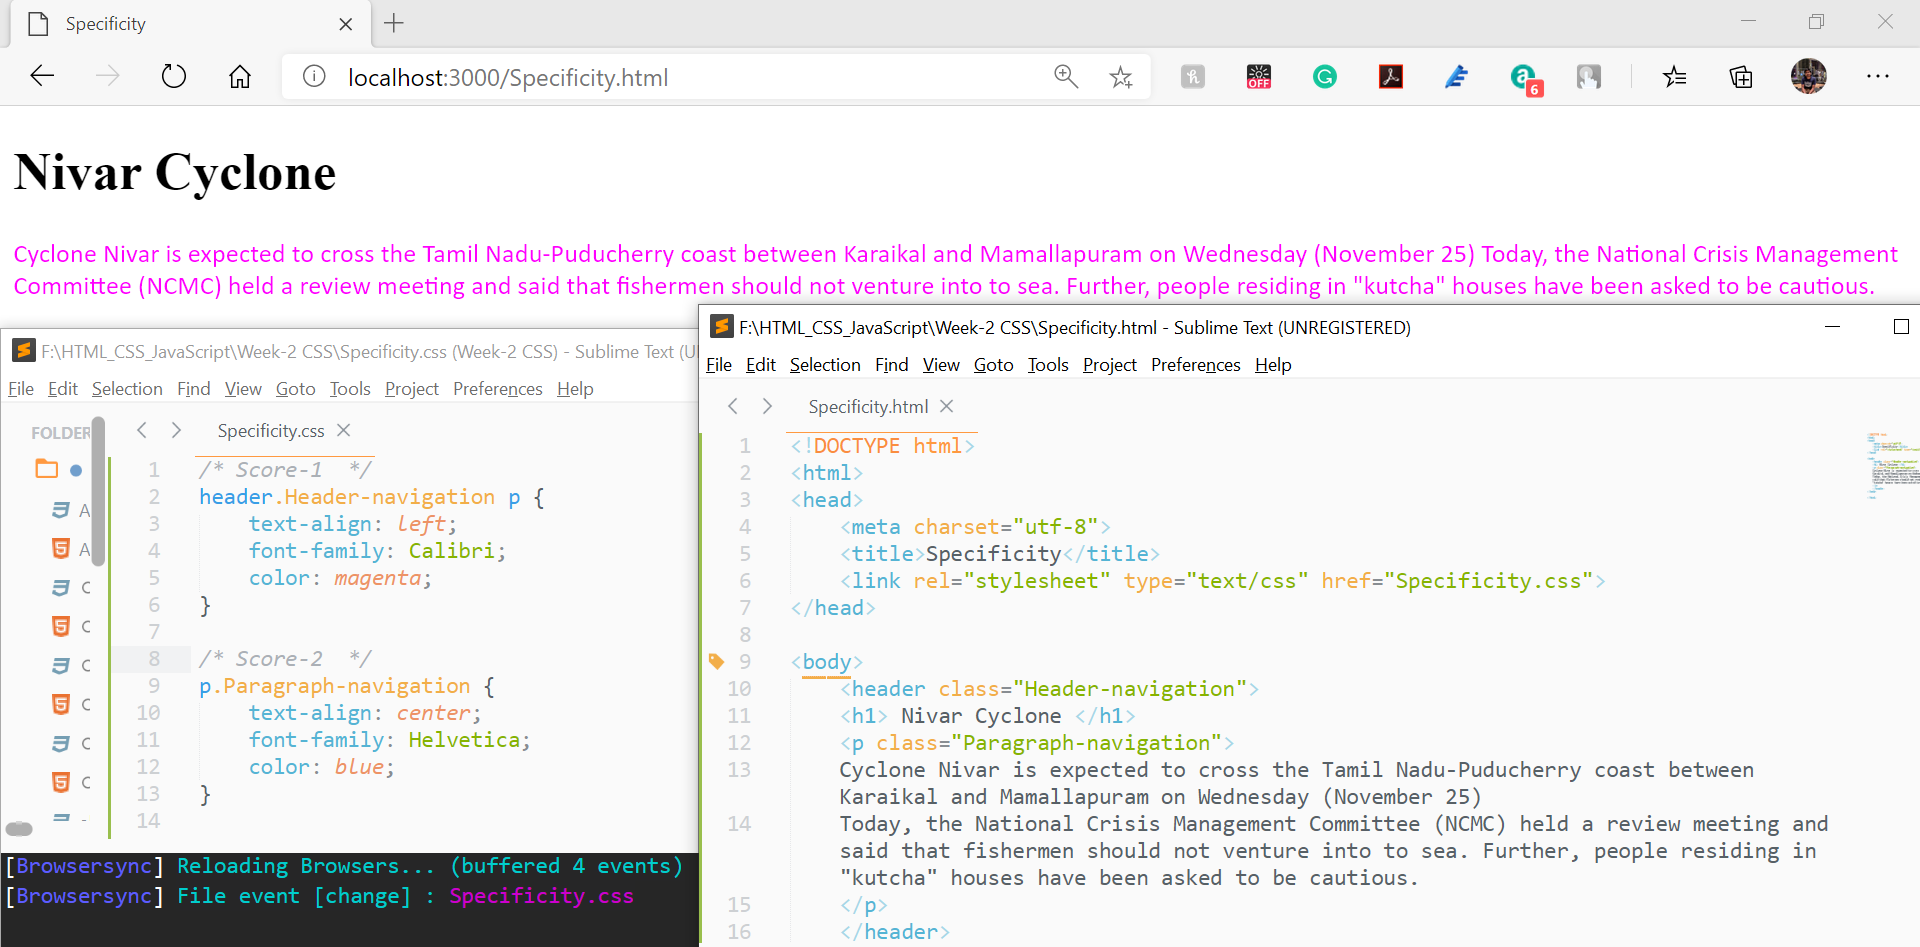 Specificity
localhost:3000/Specificity.html
OFF
6
Nivar Cyclone
Cyclone Nivar is expected to cross the Tamil Nadu-Puducherry coast between Karaikal and Mamallapuram on Wednesday (November 25) Today, the National Crisis Management
Committee (NCMC) held a review meeting and said that fishermen should not venture into to sea. Further, people residing in "kutcha" houses have been asked to be cautious.
F:\HTML_CSS_JavaScript\Week-2 CSS\Specificity.css (Week-2 CSS) - Sublime Text (U
File Edit Selection Find View Goto Tools Project Preferences Help
FOLDER
Specificity.css
1 /* Score-1  */
2 header.Header-navigation p {
3 text-align: left;
4 font-family: Calibri;
5 color: magenta;
6 }
7
8 /* Score-2  */
9 p.Paragraph-navigation {
10 text-align: center;
11 font-family: Helvetica;
12 color: blue;
13 }
14
A
A
C
C
C
C
C
C
[Browsersync] Reloading Browsers... (buffered 4 events)
[Browsersync] File event [change] : Specificity.css
F:\HTML_CSS_JavaScript\Week-2 CSS\Specificity.html - Sublime Text (UNREGISTERED)
File Edit Selection Find View Goto Tools Project Preferences Help
Specificity.html
1 <!DOCTYPE html>
2 <html>
3 <head>
4 <meta charset="utf-8">
5 <title>Specificity</title>
6 <link rel="stylesheet" type="text/css" href="Specificity.css">
7 </head>
8
9 <body>
10 <header class="Header-navigation">
11 <h1> Nivar Cyclone </h1>
12 <p class="Paragraph-navigation">
13 Cyclone Nivar is expected to cross the Tamil Nadu-Puducherry coast between
Karaikal and Mamallapuram on Wednesday (November 25)
14 Today, the National Crisis Management Committee (NCMC) held a review meeting and
said that fishermen should not venture into to sea. Further, people residing in
"kutcha" houses have been asked to be cautious.
15 </p>
16 </header>